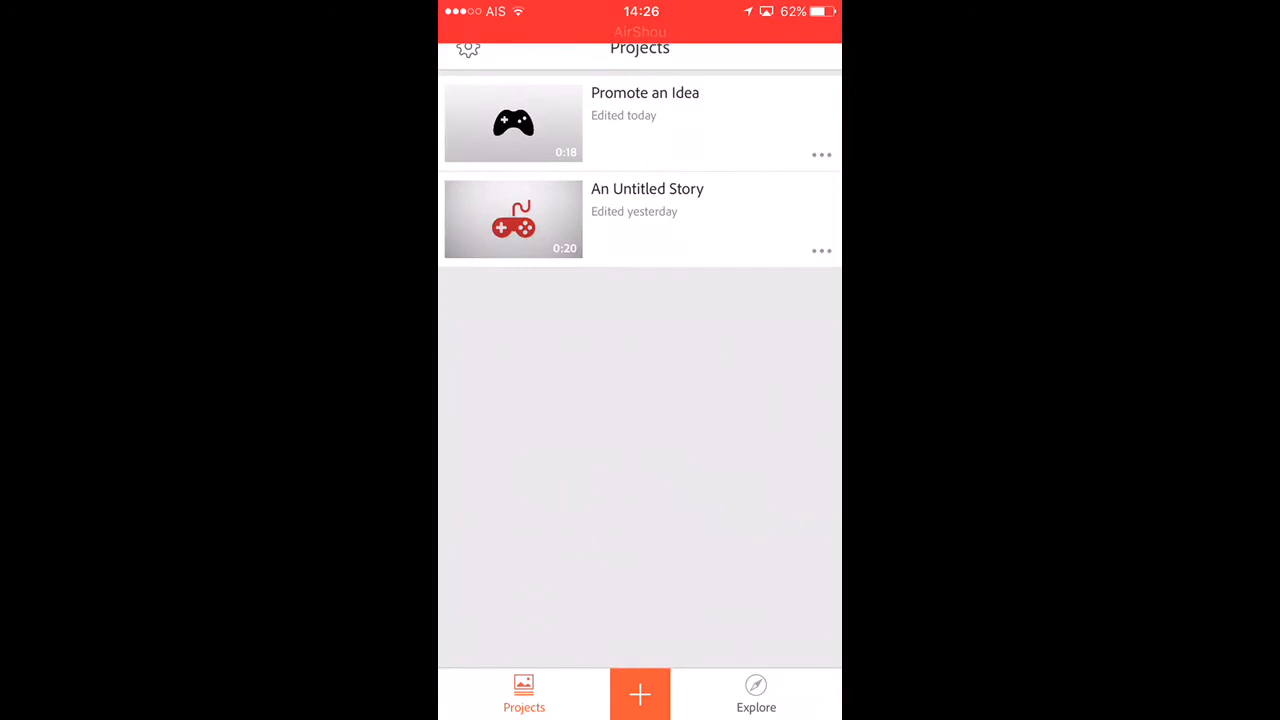 AIS 14:26 62%
AirShou
Projects
Promote an Idea
Edited today
0:18
An Untitled Story
Edited yesterday
0:20
Projects
Explore